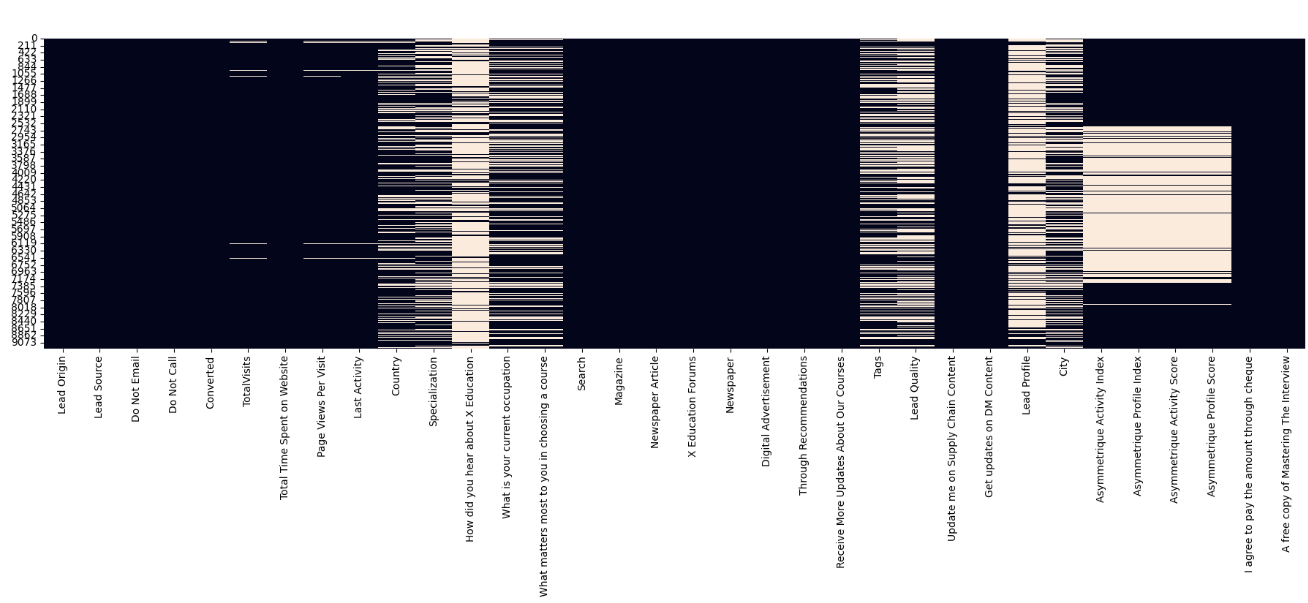 0
211
422
633
844
1055
1266
1477
1688
1899
2110
2321
2532
2743
2954
3165
3376
3587
3798
4009
4220
4431
4642
4853
5064
5275
5486
5697
5908
6119
6330
6541
6752
6963
7174
7385
7596
7807
8018
8229
8440
8651
8862
9073
Lead Origin
Lead Source
Do Not Email
Do Not Call
Converted
TotalVisits
Total Time Spent on Website
Page Views Per Visit
Last Activity
Country
Specialization
How did you hear about X Education
What is your current occupation
What matters most to you in choosing a course
Search
Magazine
Newspaper Article
X Education Forums
Newspaper
Digital Advertisement
Through Recommendations
Receive More Updates About Our Courses
Tags
Lead Quality
Update me on Supply Chain Content
Get updates on DM Content
Lead Profile
City
Asymmetrique Activity Index
Asymmetrique Profile Index
Asymmetrique Activity Score
Asymmetrique Profile Score
I agree to pay the amount through cheque
A free copy of Mastering The Interview